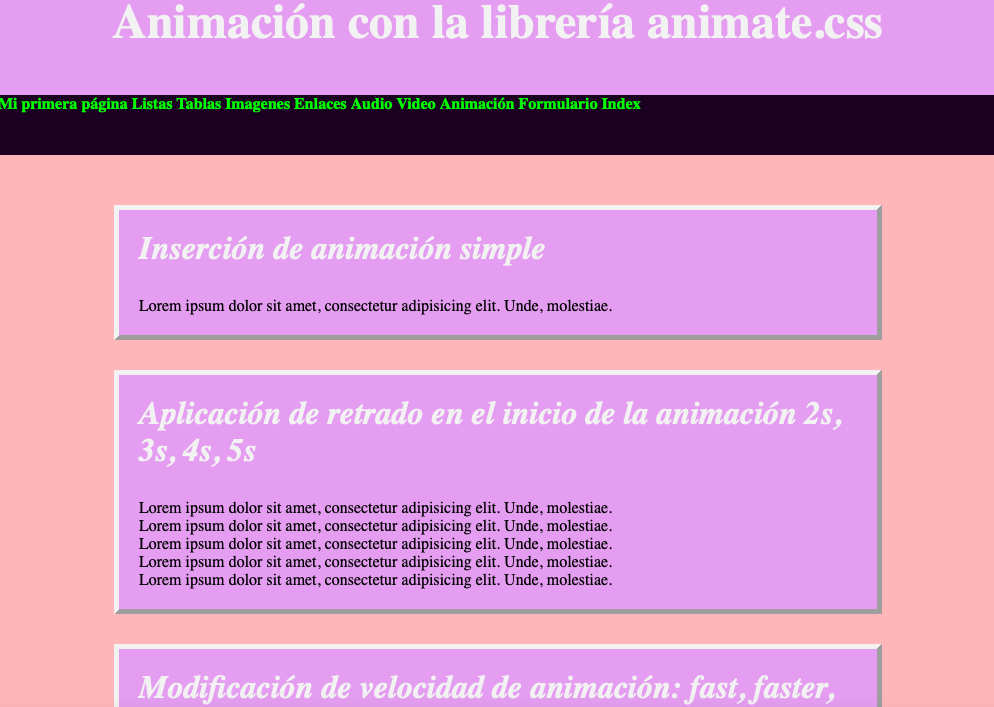 Animación con la librería animate.css
Mi primera página Listas Tablas Imagenes Enlaces Audio Video Animación Formulario Index
Inserción de animación simple
Lorem ipsum dolor sit amet, consectetur adipisicing elit. Unde, molestiae.
Aplicación de retrado en el inicio de la animación 2s,
3s, 4s, 5s
Lorem ipsum dolor sit amet, consectetur adipisicing elit. Unde, molestiae.
Lorem ipsum dolor sit amet, consectetur adipisicing elit. Unde, molestiae.
Lorem ipsum dolor sit amet, consectetur adipisicing elit. Unde, molestiae.
Lorem ipsum dolor sit amet, consectetur adipisicing elit. Unde, molestiae.
Lorem ipsum dolor sit amet, consectetur adipisicing elit. Unde, molestiae.
Modificación de velocidad de animación: fast, faster,